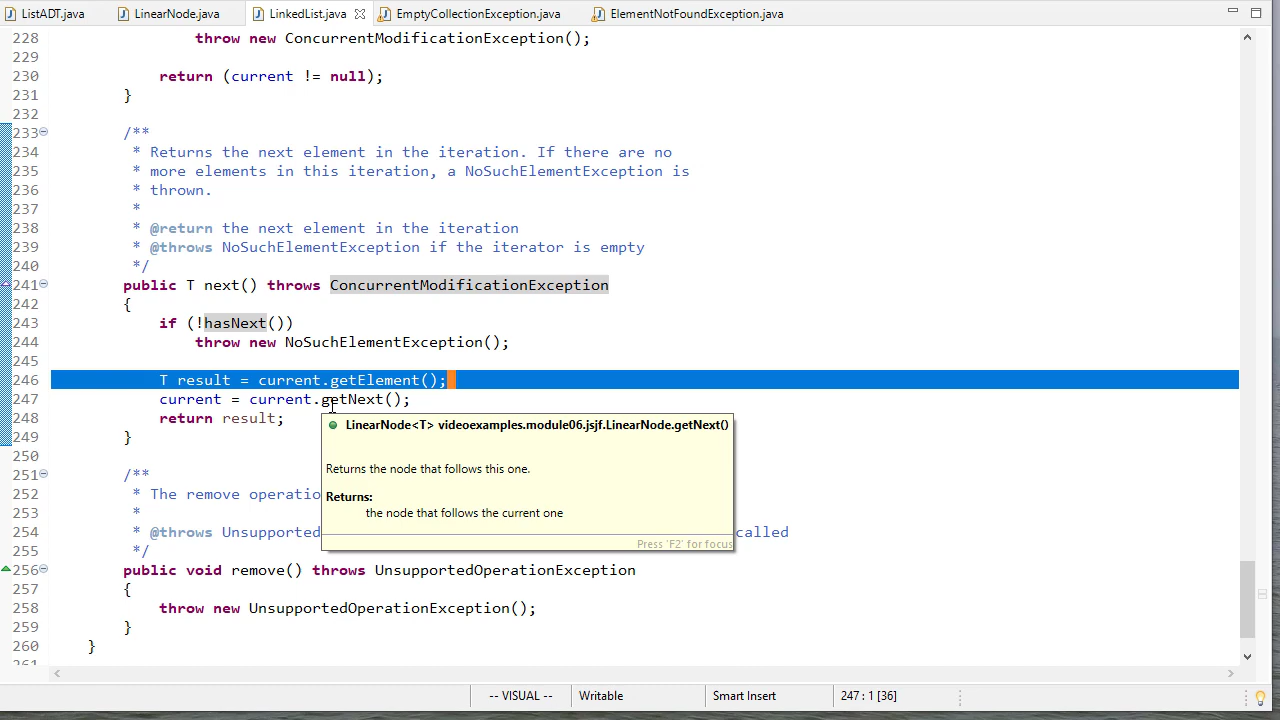 ListADT.java LinearNode.java LinkedList.java EmptyCollectionException.java ElementNotFoundException.java
228 throw new ConcurrentModificationException();
229
230 return (current != null);
231 }
232
233 /**
234 * Returns the next element in the iteration. If there are no
235 * more elements in this iteration, a NoSuchElementException is
236 * thrown.
237 *
238 * @return the next element in the iteration
239 * @throws NoSuchElementException if the iterator is empty
240 */
241 public T next() throws ConcurrentModificationException
242 {
243 if (!hasNext())
244 throw new NoSuchElementException();
245
246 T result = current.getElement();
247 current = current.getNext();
248 return result;
249 }
LinearNode<T> videoexamples.module06.jsjf.LinearNode.getNext()
Returns the node that follows this one.
Returns:
the node that follows the current one
Press 'F2' for focus
250
251 /**
252 * The remove operatio
253 *
254 * @throws Unsupported called
255 */
256 public void remove() throws UnsupportedOperationException
257 {
258 throw new UnsupportedOperationException();
259 }
260 }
261
-- VISUAL -- Writable Smart Insert 247 : 1 [36]